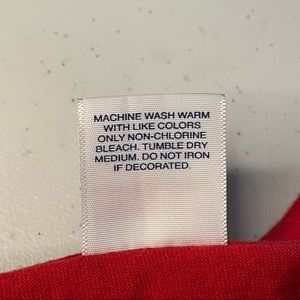 MACHINE WASH WARM
WITH LIKE COLORS
ONLY NON-CHLORINE
BLEACH. TUMBLE DRY
MEDIUM. DO NOT IRON
IF DECORATED.